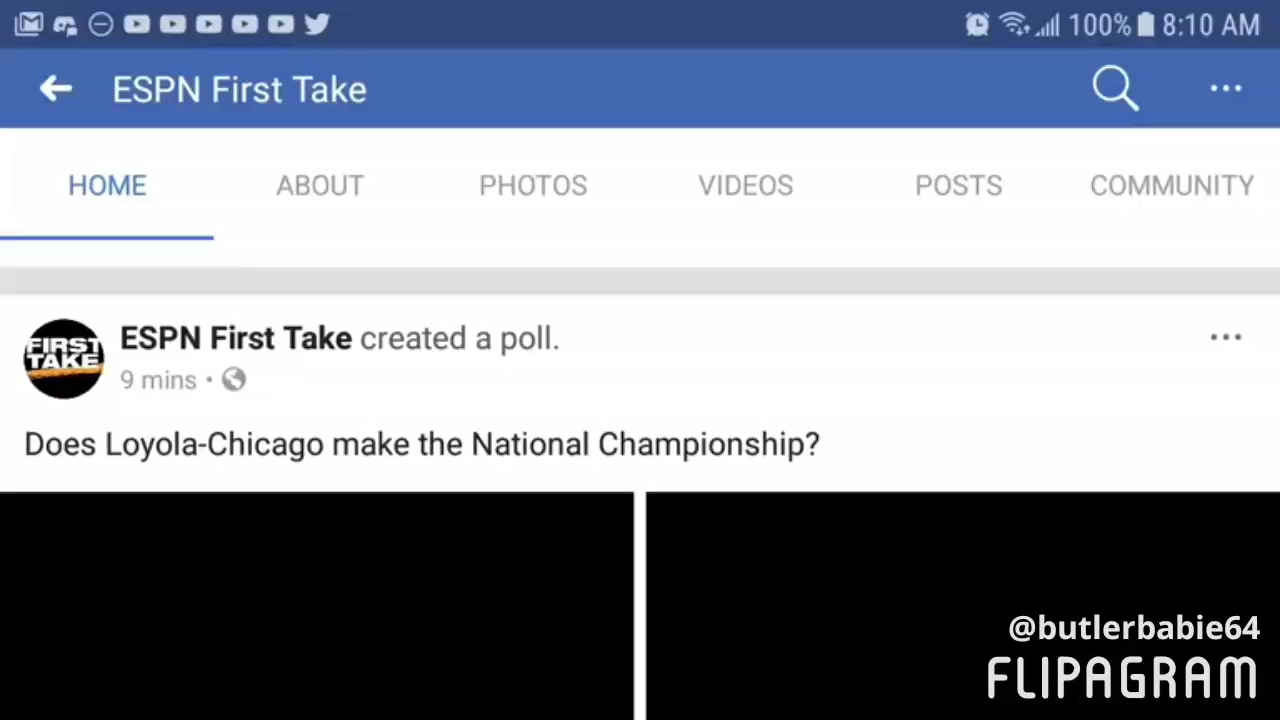 100% 8:10 AM
ESPN First Take
HOME ABOUT PHOTOS VIDEOS POSTS COMMUNITY
FIRST
TAKE
ESPN First Take created a poll.
9 mins •
Does Loyola-Chicago make the National Championship?
@butlerbabie64
FLIPAGRAM